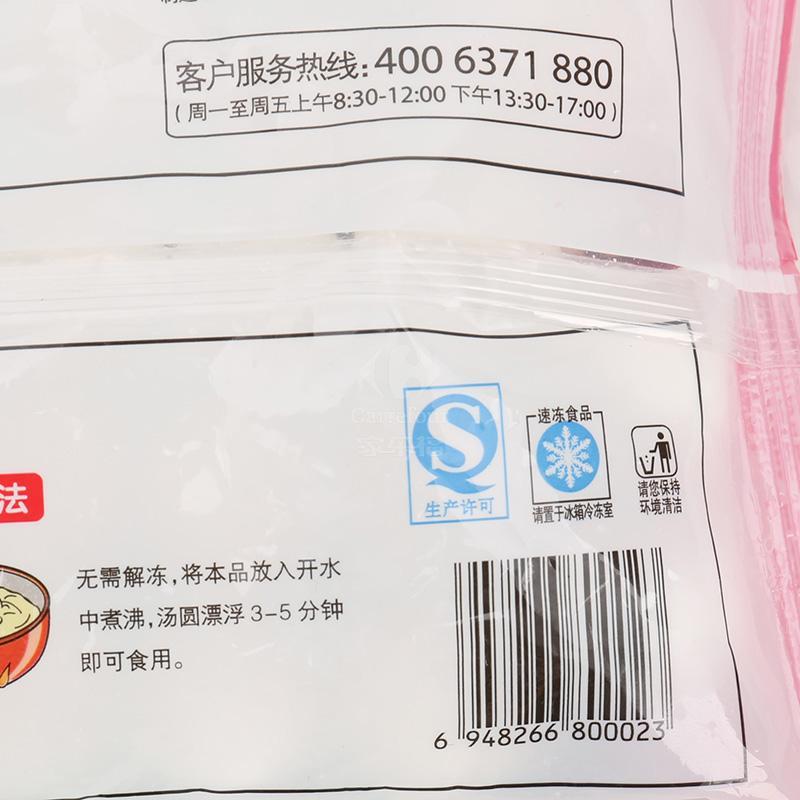 客户服务热线:400 6371 880
(周一至周五上午8:30-12:00 下午13:30-17:00)
Carrefour
家乐福
生产许可
速冻食品
请置于冰箱冷冻室
请您保持
环境清洁
法
无需解冻,将本品放入开水
中煮沸,汤圆漂浮3-5分钟
即可食用。
6 948266 800023